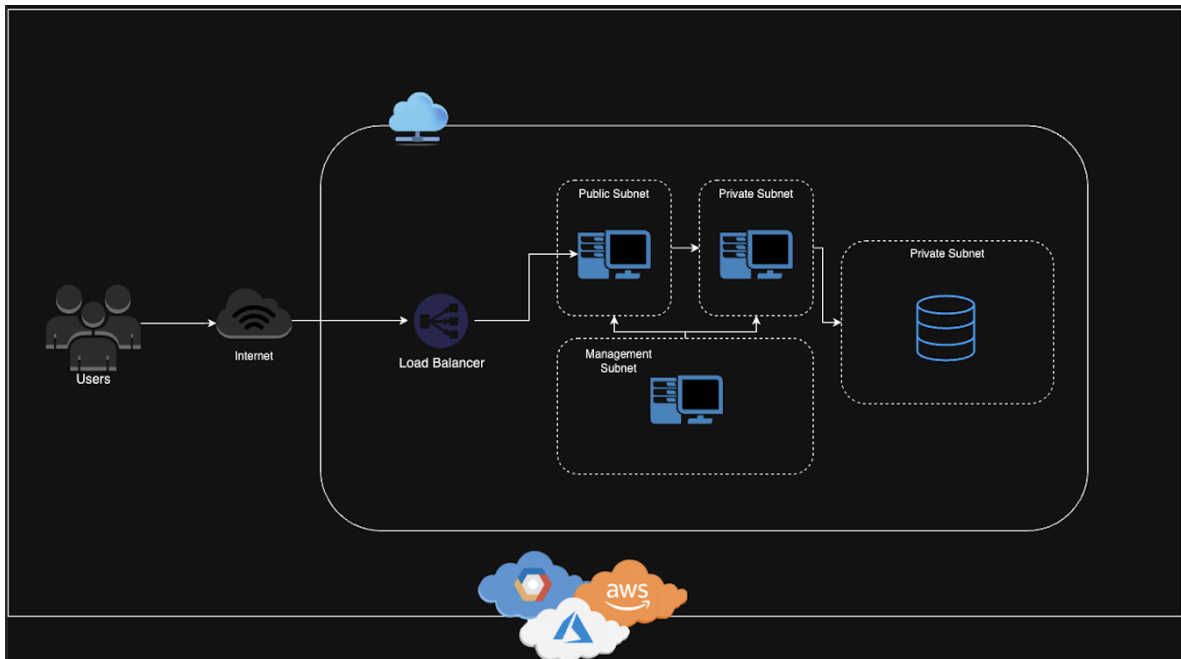 Public Subnet
Private Subnet
Private Subnet
Internet
Load Balancer
Management
Subnet
Users
aws